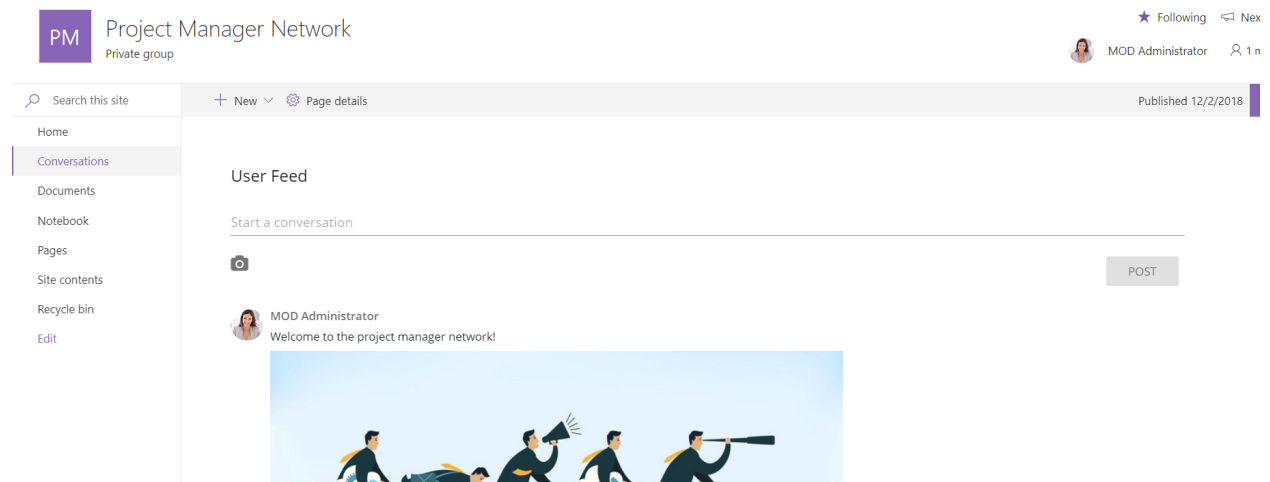 PM
Project Manager Network
Private group
Following
MOD Administrator
1
Search this site
New
Page details
Published 12/2/2018
Home
Conversations
Documents
Notebook
Pages
Site contents
Recycle bin
Edit
User Feed
Start a conversation
POST
MOD Administrator
Welcome to the project manager network!